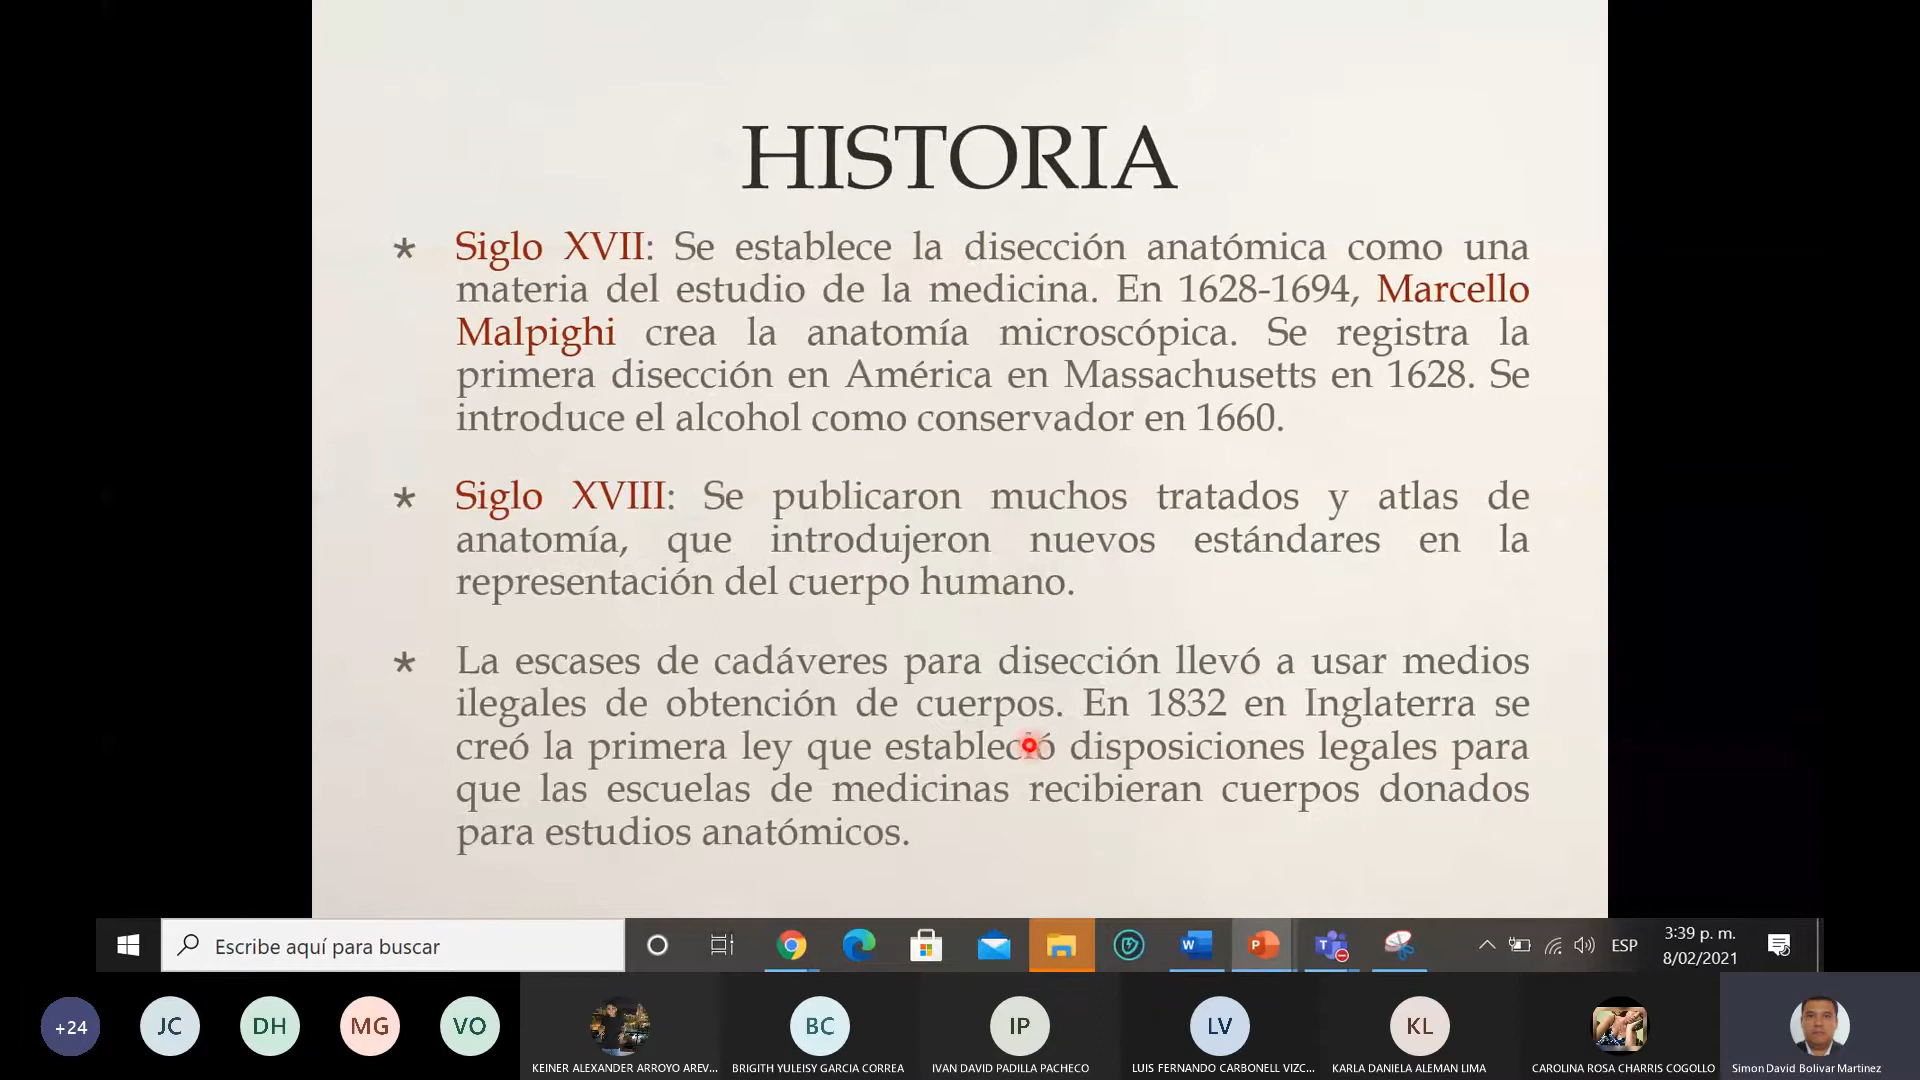 HISTORIA
* Siglo XVII: Se establece la disección anatómica como una
materia del estudio de la medicina. En 1628-1694, Marcello
Malpighi crea la anatomía microscópica. Se registra la
primera disección en América en Massachusetts en 1628. Se
introduce el alcohol como conservador en 1660.
* Siglo XVIII: Se publicaron muchos tratados y atlas de
anatomía, que introdujeron nuevos estándares en la
representación del cuerpo humano.
* La escases de cadáveres para disección llevó a usar medios
ilegales de obtención de cuerpos. En 1832 en Inglaterra se
creó la primera ley que estableció disposiciones legales para
que las escuelas de medicinas recibieran cuerpos donados
para estudios anatómicos.
Escribe aquí para buscar
ESP
3:39 p. m.
8/02/2021
+24
JC
DH
MG
VO
BC
IP
LV
KL
KEINER ALEXANDER ARROYO AREV...
BRIGITH YULEISY GARCIA CORREA
IVAN DAVID PADILLA PACHECO
LUIS FERNANDO CARBONELL VIZC...
KARLA DANIELA ALEMAN LIMA
CAROLINA ROSA CHARRIS COGOLLO
Simon David Bolivar Martinez